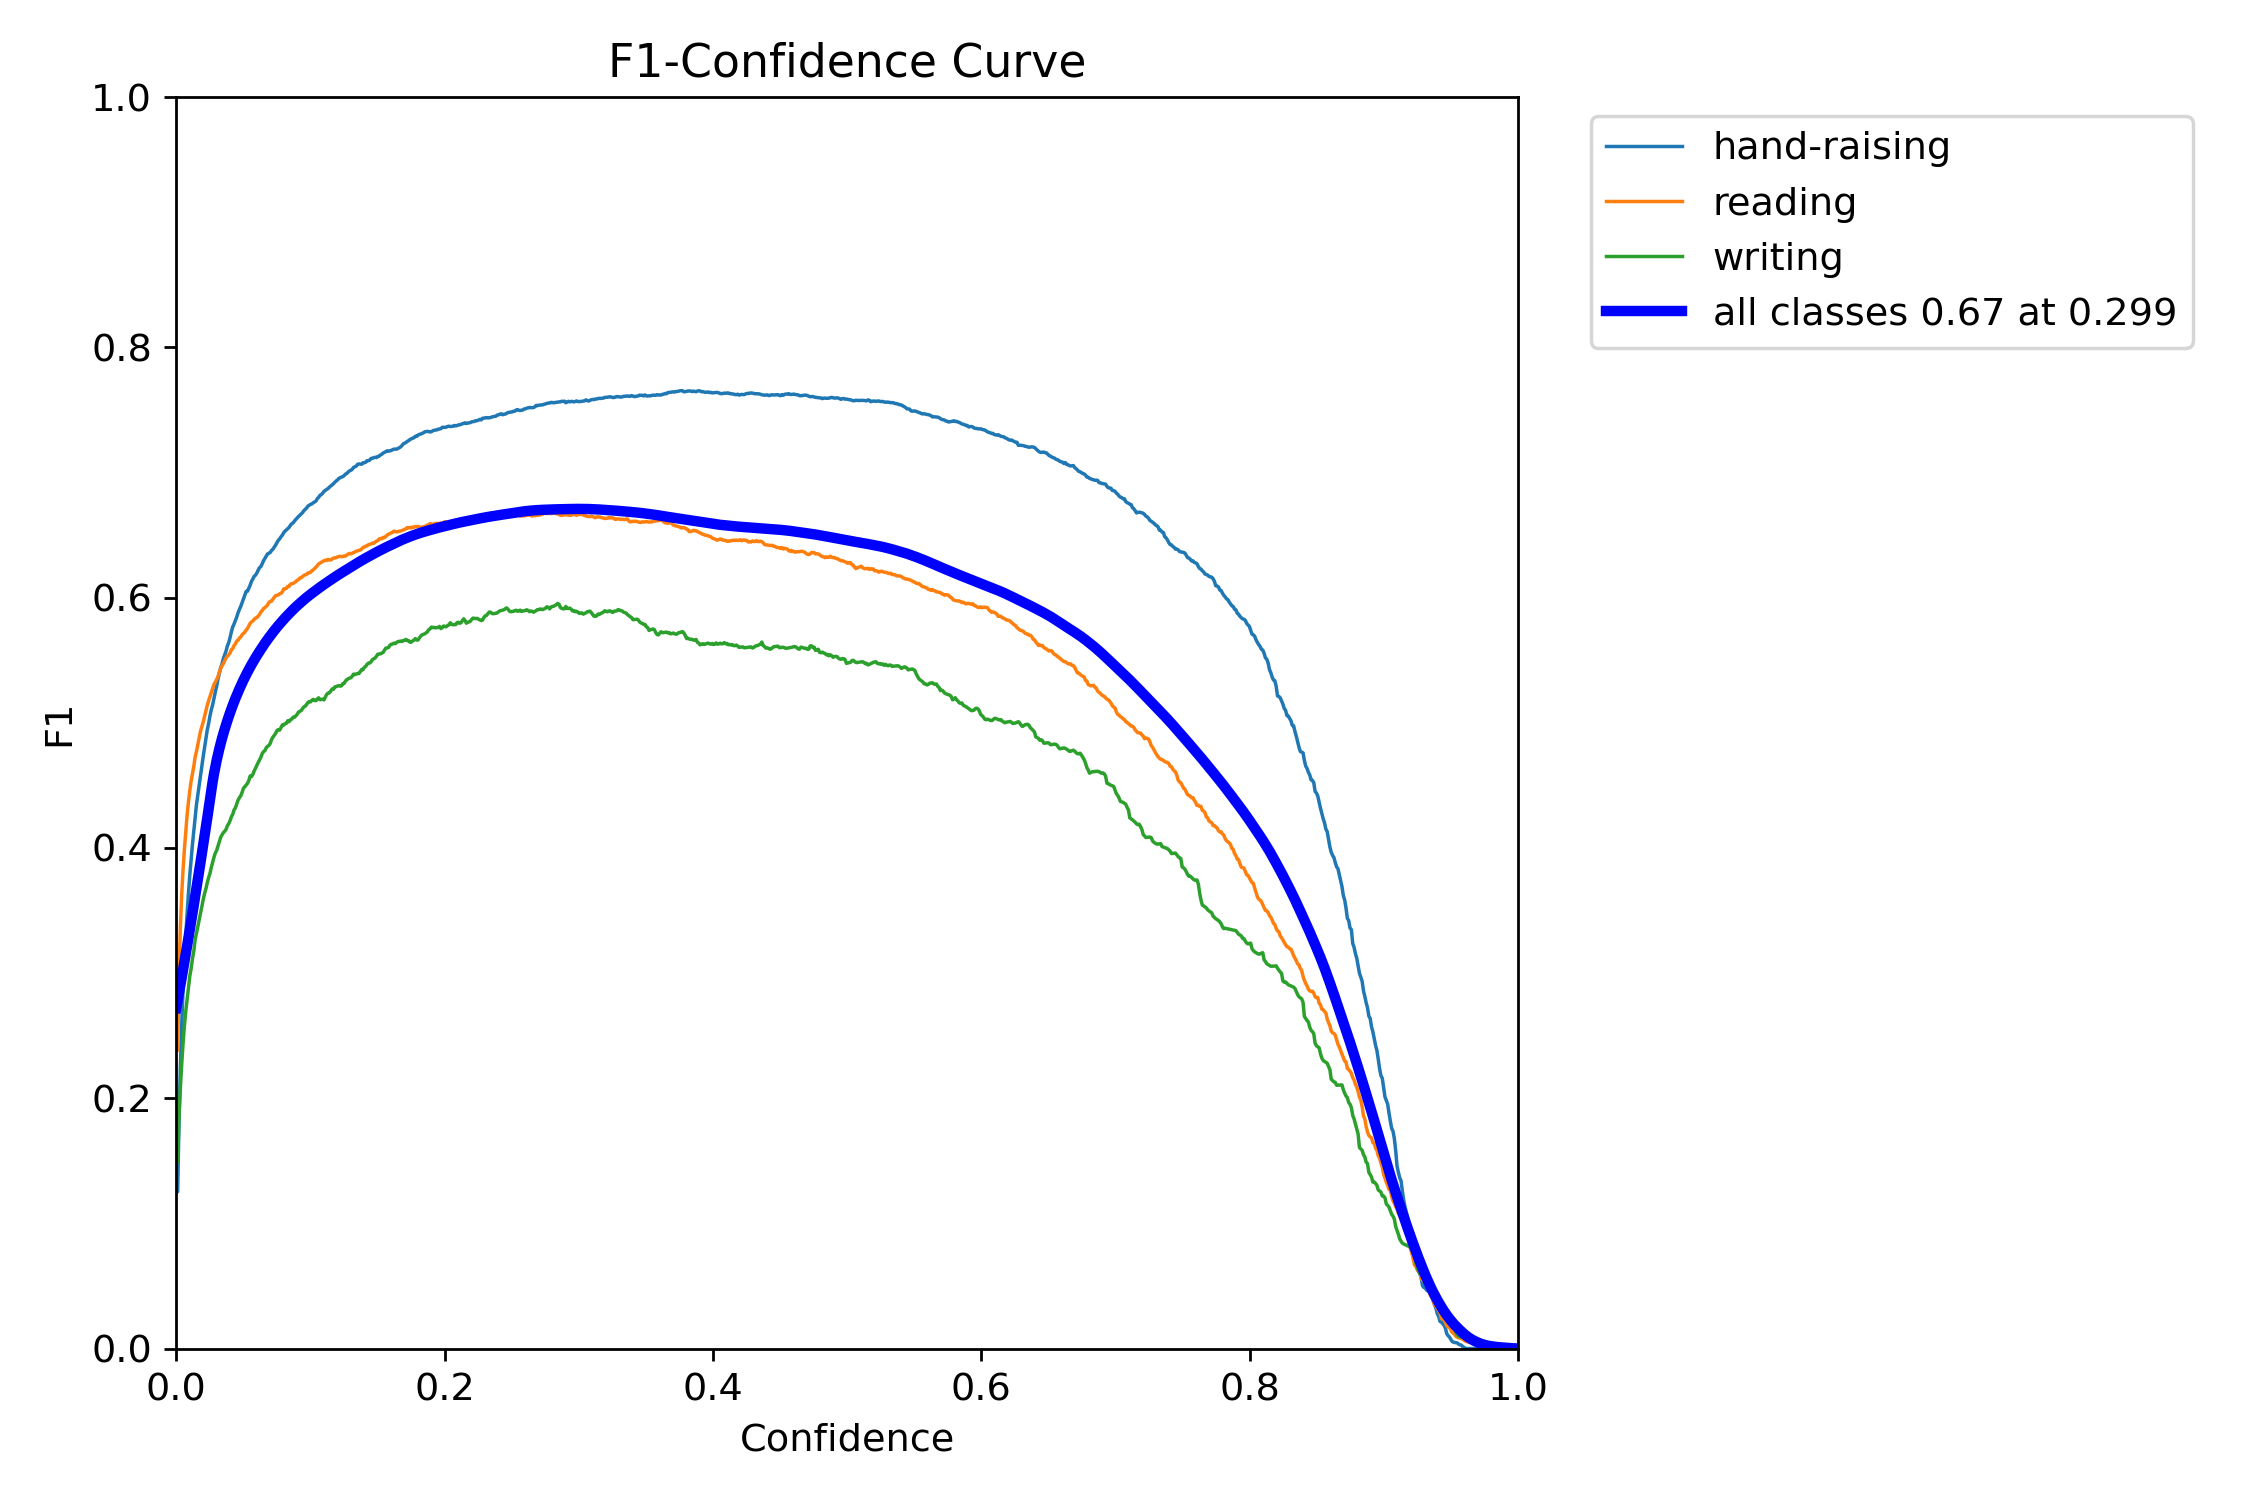 F1-Confidence Curve
1.0
0.8
0.6
0.4
0.2
0.0
F1
0.0 0.2 0.4 0.6 0.8 1.0
Confidence
hand-raising
reading
writing
all classes 0.67 at 0.299